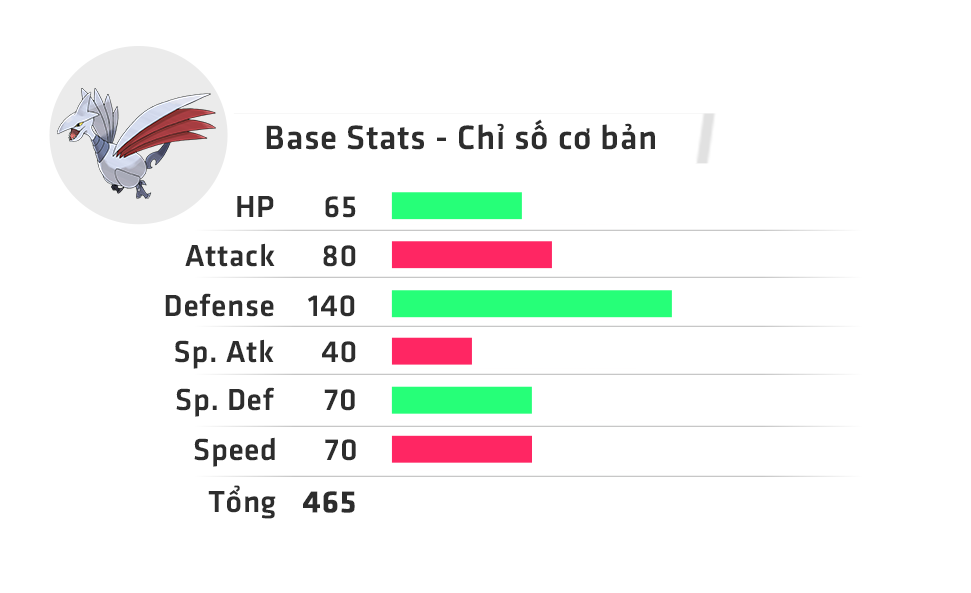 Base Stats - Chỉ số cơ bản
HP 65
Attack 80
Defense 140
Sp. Atk 40
Sp. Def 70
Speed 70
Tổng 465